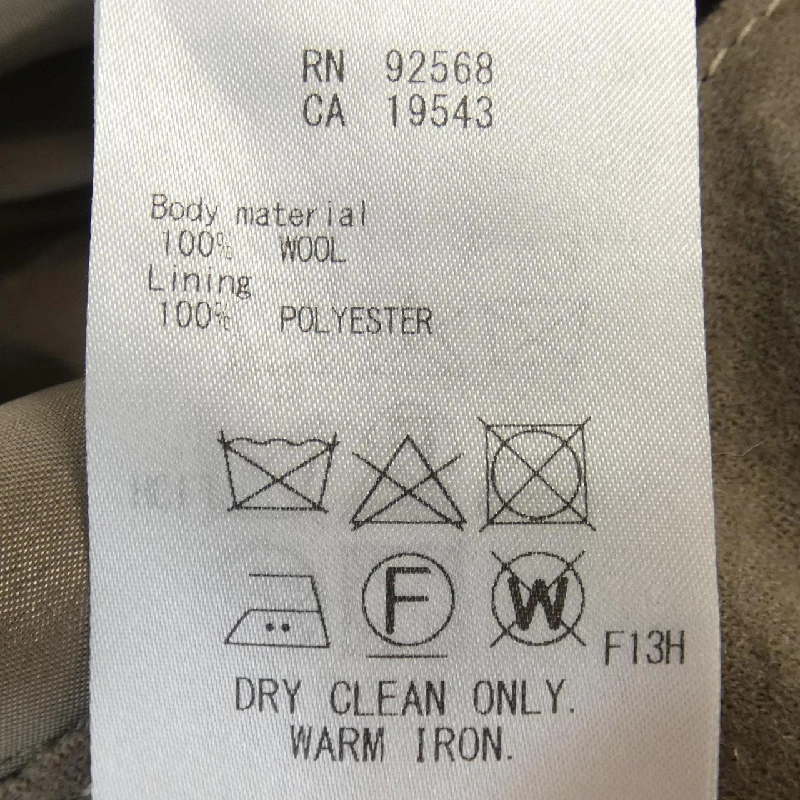 RN 92568
CA 19543
Body material
100% WOOL
Lining
100% POLYESTER
F
W
F13H
DRY CLEAN ONLY.
WARM IRON.